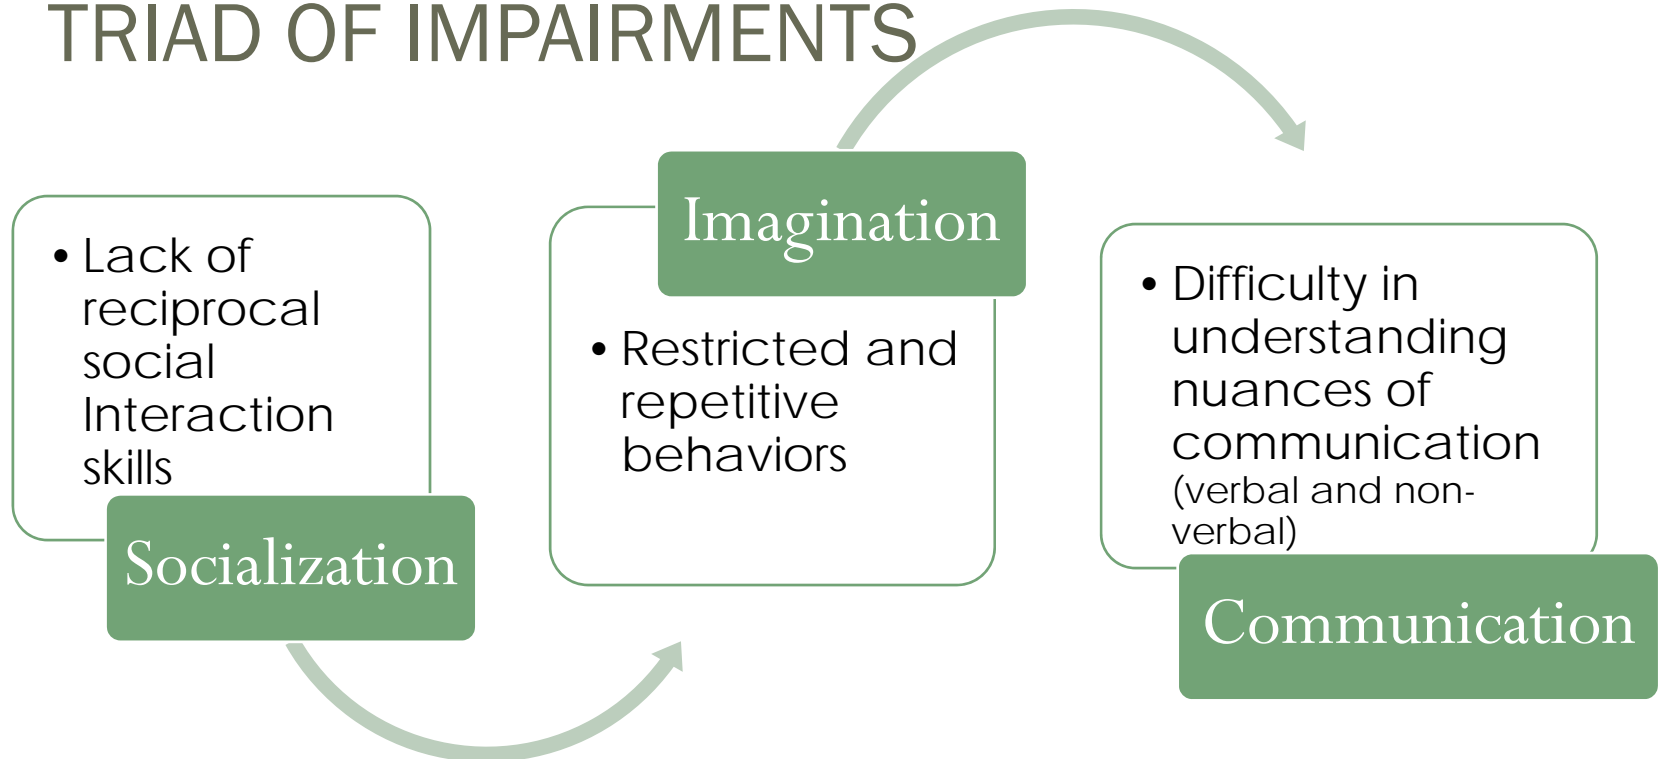 TRIAD OF IMPAIRMENTS
• Lack of
reciprocal
social
Interaction
skills
Socialization
Imagination
• Restricted and
repetitive
behaviors
• Difficulty in
understanding
nuances of
communication
(verbal and non-
verbal)
Communication